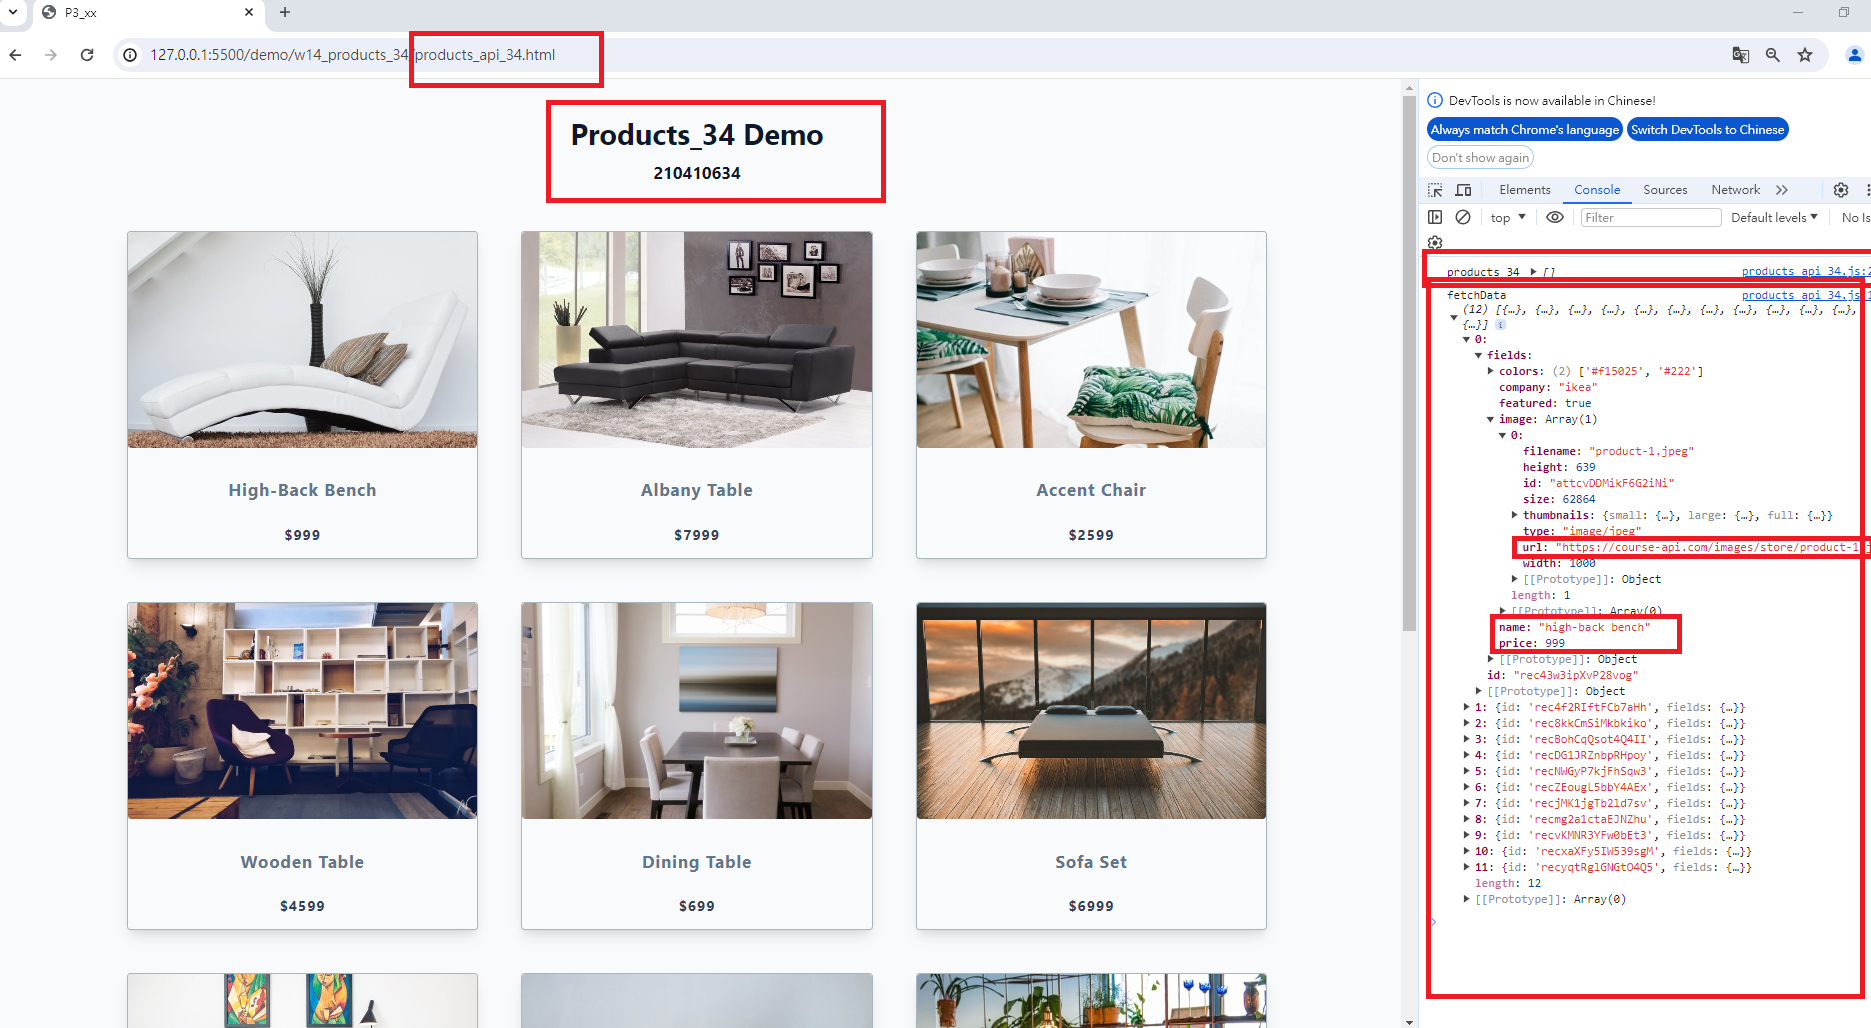 P3_xx
127.0.0.1:5500/demo/w14_products_34/products_api_34.html
Products_34 Demo
210410634
High-Back Bench
$999
Albany Table
$7999
Accent Chair
$2599
Wooden Table
$4599
Dining Table
$699
Sofa Set
$6999
DevTools is now available in Chinese!
Always match Chrome's language
Switch DevTools to Chinese
Don't show again
Elements
Console
Sources
Network
top
Filter
Default levels
No Is
products_34 ▶ []
products_api_34.js:2
fetchData
products_api_34.js:1
(12) [{…}, {…}, {…}, {…}, {…}, {…}, {…}, {…}, {…}, {…}, {…},
{…}]
0:
fields:
colors: (2) ['#f15025', '#222']
company: "ikea"
featured: true
image: Array(1)
0:
filename: "product-1.jpeg"
height: 639
id: "attcvDDMikF6G2iNi"
size: 62864
thumbnails: {small: {…}, large: {…}, full: {…}}
type: "image/jpeg"
url: "https://course-api.com/images/store/product-1.j
width: 1000
[[Prototype]]: Object
length: 1
[[Prototype]]: Array(0)
name: "high-back bench"
price: 999
[[Prototype]]: Object
id: "rec43w3ipXvP28vog"
[[Prototype]]: Object
1: {id: 'rec4f2RIftFCb7aHh', fields: {…}}
2: {id: 'rec8kkCmSiMkbkiko', fields: {…}}
3: {id: 'recBohCqQsot4Q4II', fields: {…}}
4: {id: 'recDG1JRZnbpRHpoy', fields: {…}}
5: {id: 'recNWGyP7kjFhSqw3', fields: {…}}
6: {id: 'recZEougL5bbY4AEx', fields: {…}}
7: {id: 'recjMK1jgTb2ld7sv', fields: {…}}
8: {id: 'recmg2a1ctaEJNZhu', fields: {…}}
9: {id: 'recvKMNR3YFw0bEt3', fields: {…}}
10: {id: 'recxaXFy5IW539sgM', fields: {…}}
11: {id: 'recyqtRglGNGtO4Q5', fields: {…}}
length: 12
[[Prototype]]: Array(0)